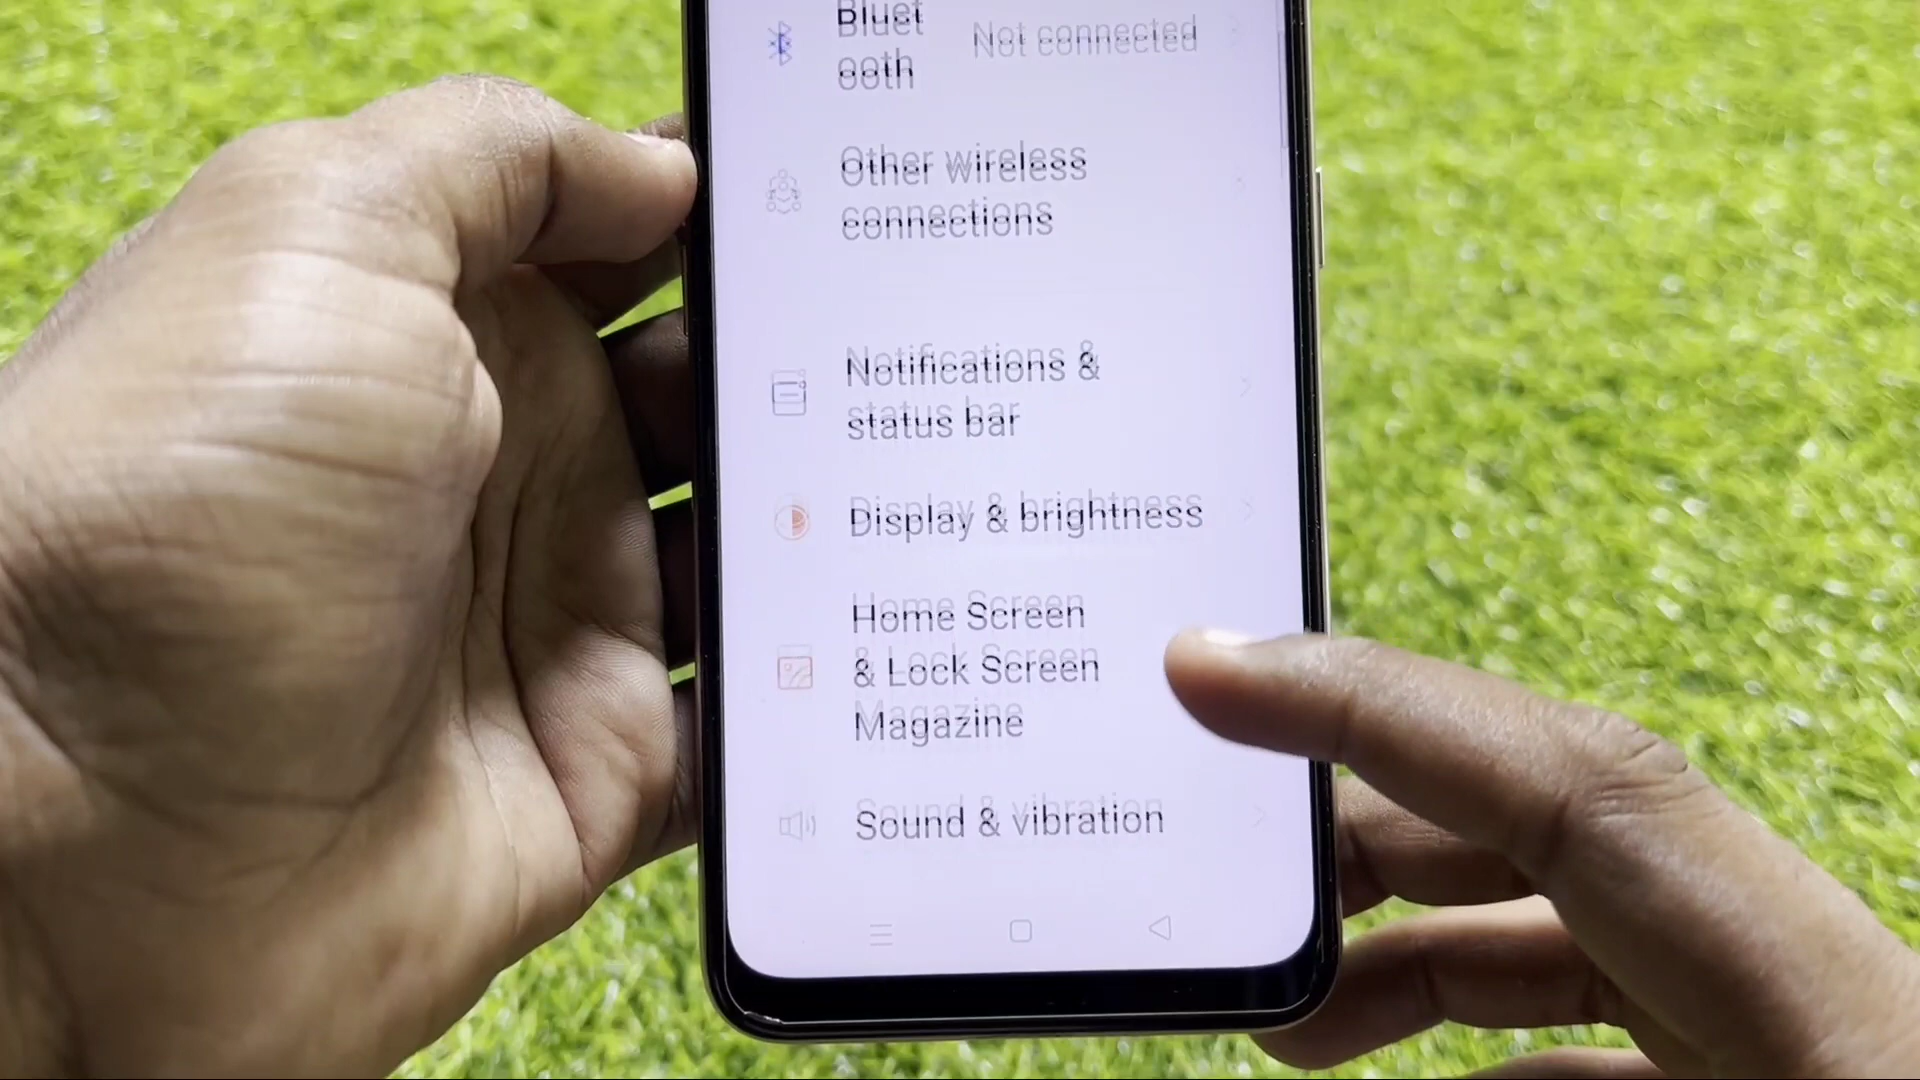 Bluet
ooth
Not connected
Other wireless
connections
Notifications &
status bar
Display & brightness
Home Screen
& Lock Screen
Magazine
Sound & vibration